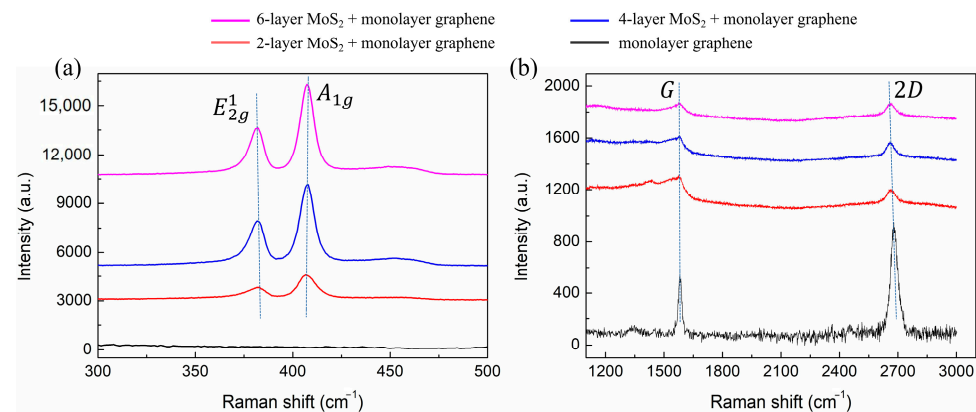 6-layer MoS₂ + monolayer graphene
4-layer MoS₂ + monolayer graphene
2-layer MoS₂ + monolayer graphene
monolayer graphene
(a)
E¹₂g
A₁g
15,000
12,000
9000
6000
3000
0
Intensity (a.u.)
300
350
400
450
500
Raman shift (cm⁻¹)
(b)
G
2D
2000
1600
1200
800
400
0
Intensity (a.u.)
1200
1500
1800
2100
2400
2700
3000
Raman shift (cm⁻¹)